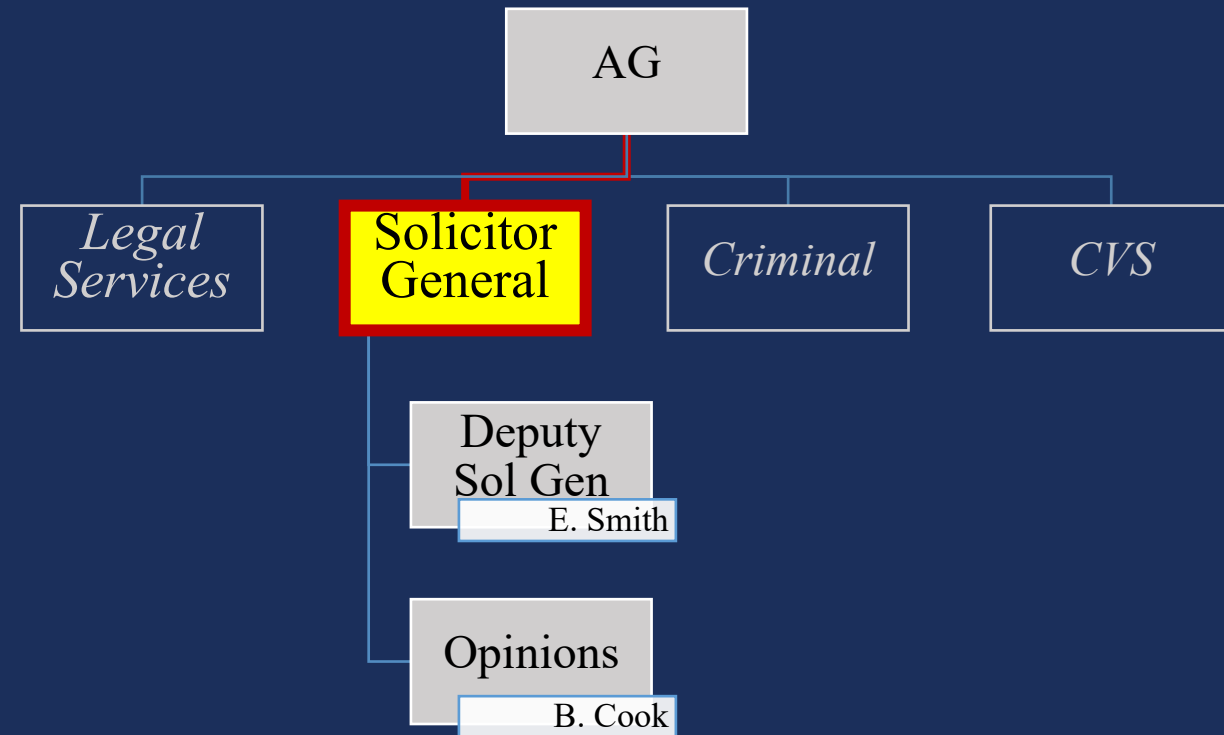 AG
Legal
Services
Solicitor
General
Criminal
CVS
Deputy
Sol Gen
E. Smith
Opinions
B. Cook